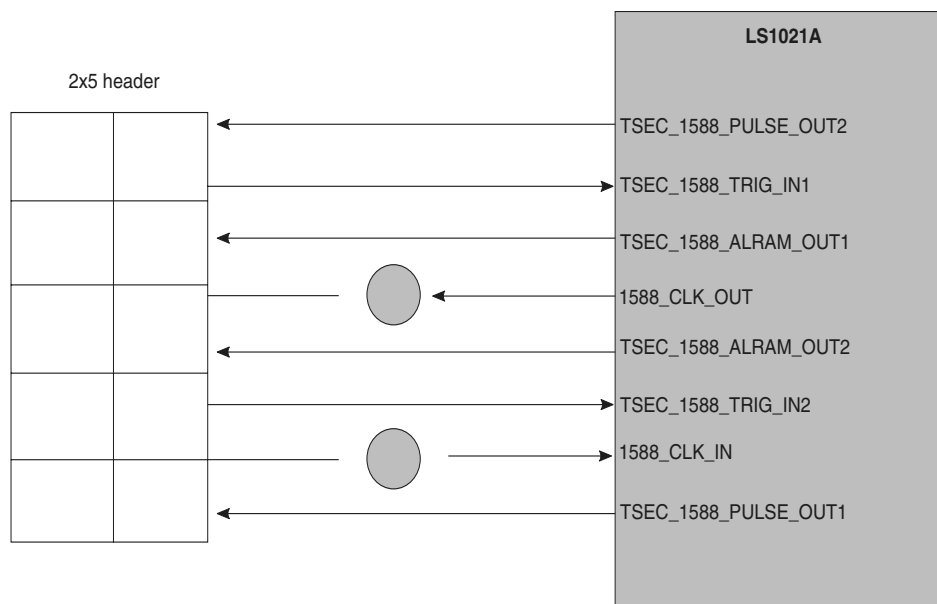 LS1021A
2x5 header
TSEC_1588_PULSE_OUT2
TSEC_1588_TRIG_IN1
TSEC_1588_ALRAM_OUT1
1588_CLK_OUT
TSEC_1588_ALRAM_OUT2
TSEC_1588_TRIG_IN2
1588_CLK_IN
TSEC_1588_PULSE_OUT1